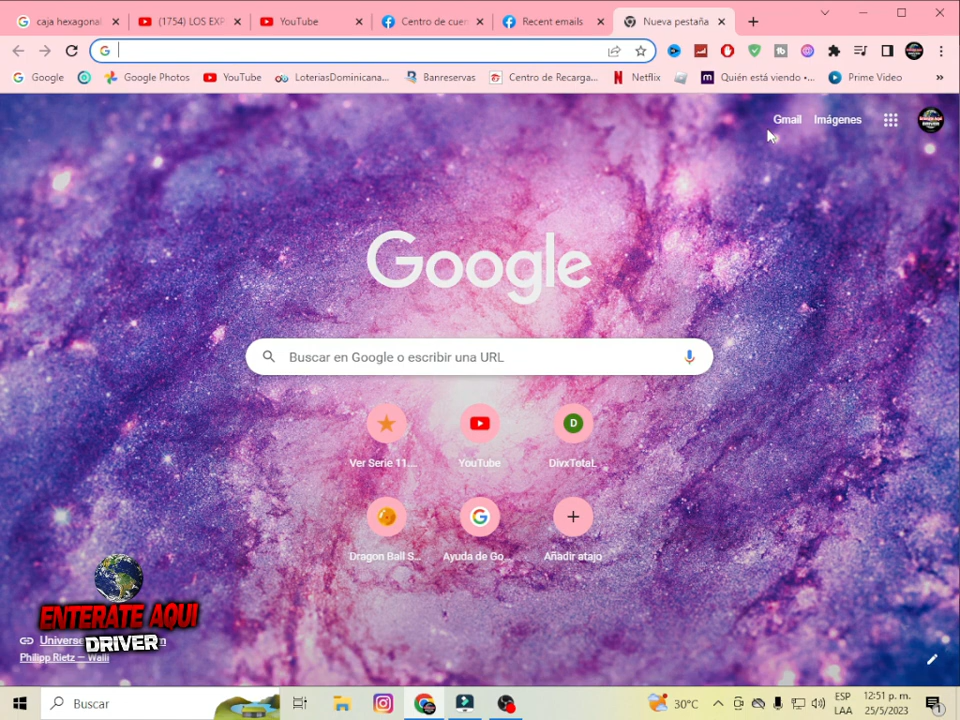 caja hexagonal
(1754) LOS EXP
YouTube
Centro de cuen
Recent emails
Nueva pestaña
Google
Google Photos
YouTube
LoteriasDominicana...
Banreservas
Centro de Recarga...
Netflix
Quién está viendo •...
Prime Video
Gmail
Imágenes
Google
Buscar en Google o escribir una URL
Ver Serie 11....
YouTube
D
DivxTotal
Dragon Ball S...
Ayuda de Go...
Añadir atajo
ENTERATE AQUI
DRIVER
Universe
Philipp Rietz — Walli
Buscar
30°C
ESP
LAA
12:51 p. m.
25/5/2023
1